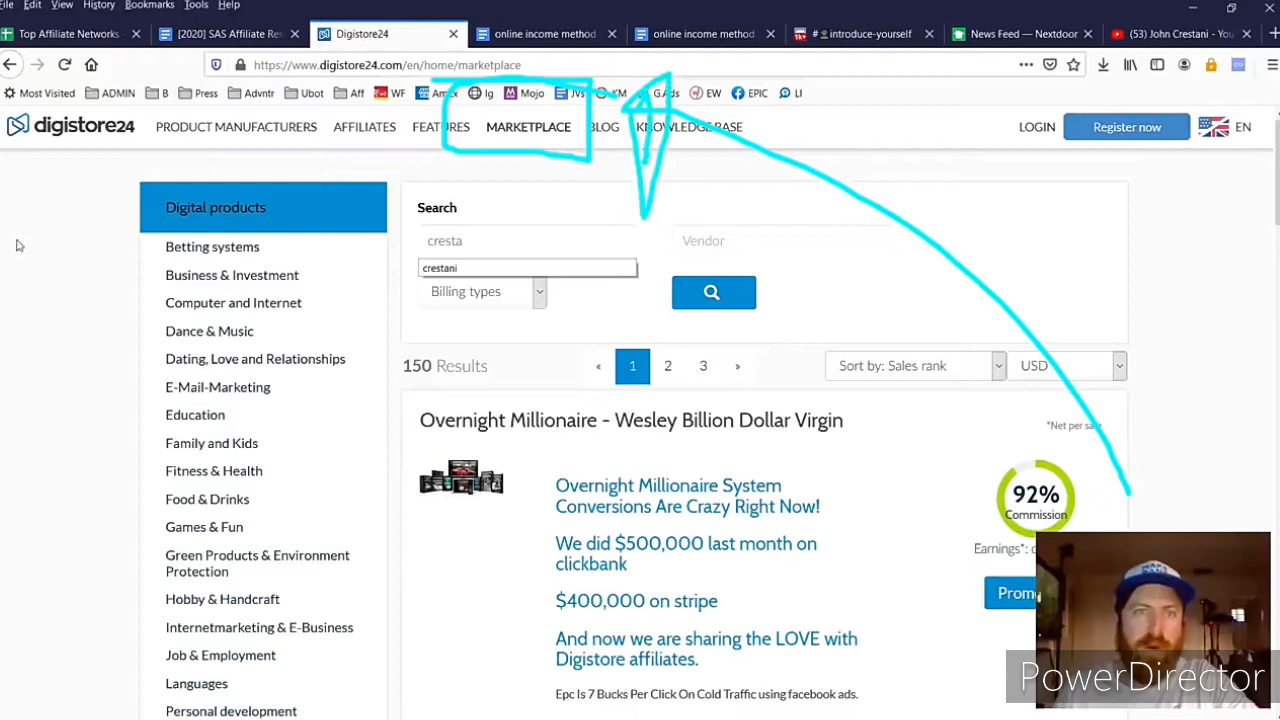 File Edit View History Bookmarks Tools Help
Top Affiliate Networks
[2020] SAS Affiliate Res
Digistore24
online income method
online income method
#introduce-yourself
News Feed — Nextdoor
(53) John Crestani - You
https://www.digistore24.com/en/home/marketplace
Most Visited ADMIN B Press Advntr Ubot Aff WF Amex Ig Mojo JVs KM G.Ads EW EPIC LI
digistore24 PRODUCT MANUFACTURERS AFFILIATES FEATURES MARKETPLACE BLOG KNOWLEDGE BASE LOGIN Register now EN
Digital products
Betting systems
Business & Investment
Computer and Internet
Dance & Music
Dating, Love and Relationships
E-Mail-Marketing
Education
Family and Kids
Fitness & Health
Food & Drinks
Games & Fun
Green Products & Environment
Protection
Hobby & Handcraft
Internetmarketing & E-Business
Job & Employment
Languages
Personal development
Search
cresta
Vendor
crestani
Billing types
150 Results « 1 2 3 » Sort by: Sales rank USD
Overnight Millionaire - Wesley Billion Dollar Virgin
*Net per sale
Overnight Millionaire System
Conversions Are Crazy Right Now!
We did $500,000 last month on
clickbank
$400,000 on stripe
And now we are sharing the LOVE with
Digistore affiliates.
Epc Is 7 Bucks Per Click On Cold Traffic using facebook ads.
92%
Commission
Earnings*:
Prom
PowerDirector